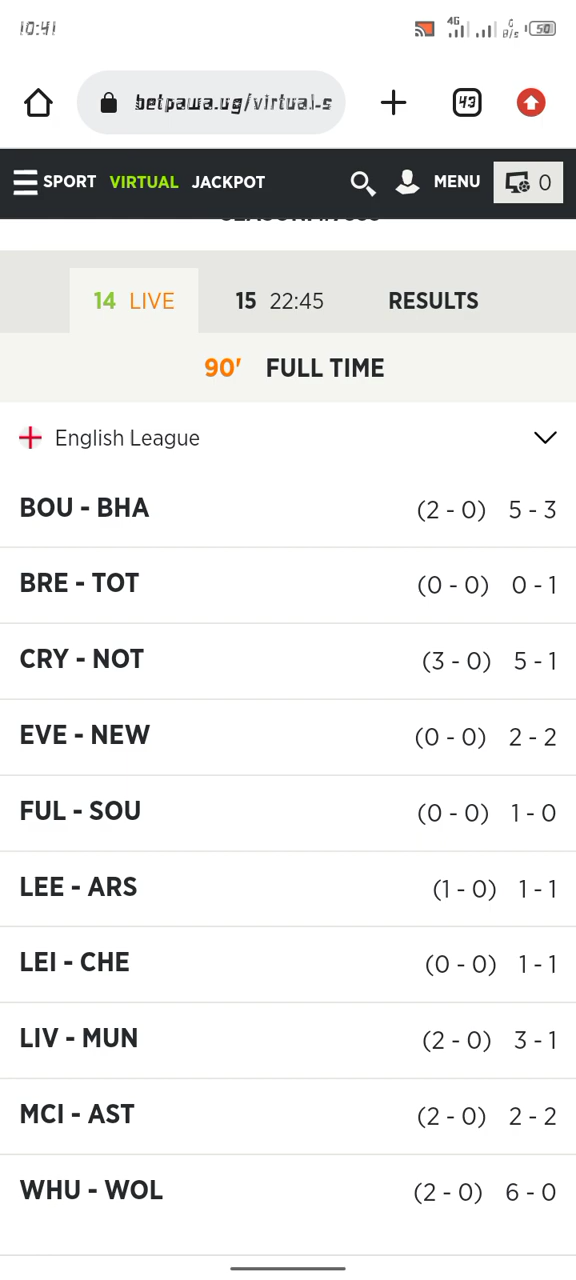 10:41 4G 0 B/s 50
betpawa.ug/virtual-s 43
SPORT VIRTUAL JACKPOT MENU 0
14 LIVE 15 22:45 RESULTS
90' FULL TIME
English League
BOU - BHA (2 - 0) 5 - 3
BRE - TOT (0 - 0) 0 - 1
CRY - NOT (3 - 0) 5 - 1
EVE - NEW (0 - 0) 2 - 2
FUL - SOU (0 - 0) 1 - 0
LEE - ARS (1 - 0) 1 - 1
LEI - CHE (0 - 0) 1 - 1
LIV - MUN (2 - 0) 3 - 1
MCI - AST (2 - 0) 2 - 2
WHU - WOL (2 - 0) 6 - 0